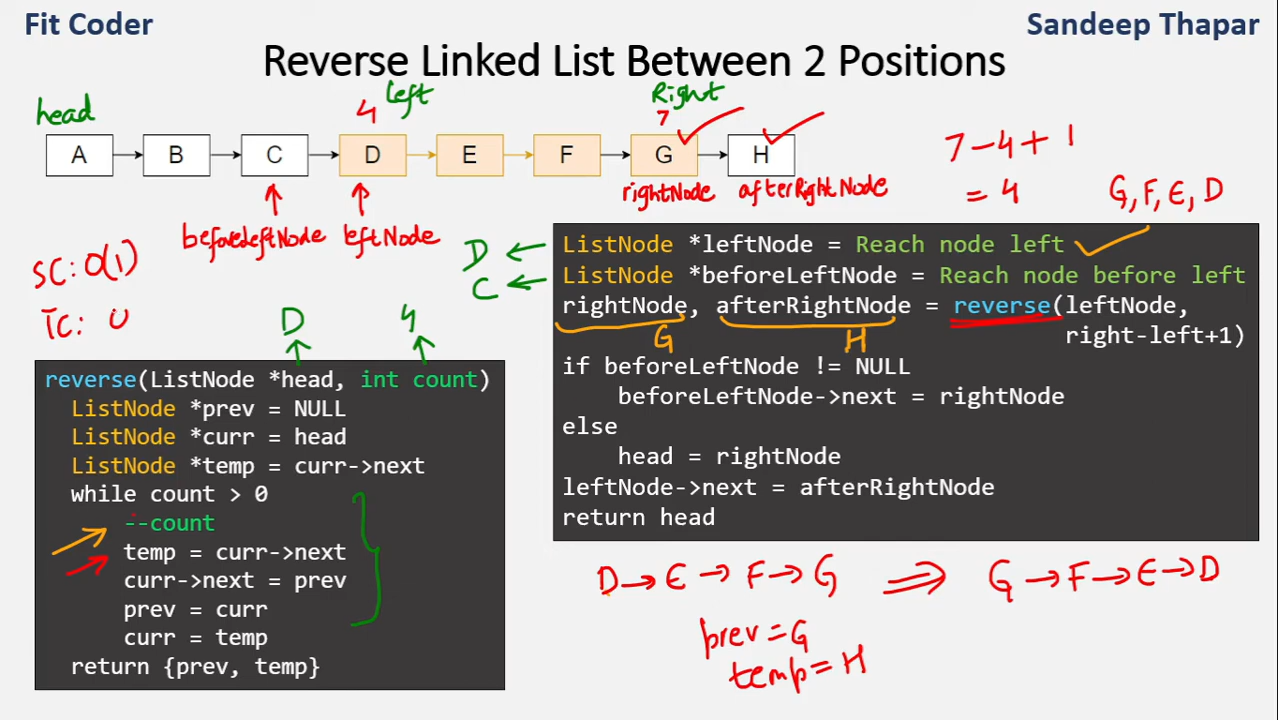 Fit Coder
Sandeep Thapar
Reverse Linked List Between 2 Positions
head
4
left
Right
7
A
B
C
D
E
F
G
H
beforeLeftNode
leftNode
rightNode
afterRightNode
7-4+1
= 4
G, F, E, D
SC: O(1)
TC: O
D
C
ListNode *leftNode = Reach node left
ListNode *beforeLeftNode = Reach node before left
rightNode, afterRightNode = reverse(leftNode,
right-left+1)
G
H
if beforeLeftNode != NULL
beforeLeftNode->next = rightNode
else
head = rightNode
leftNode->next = afterRightNode
return head
D
4
reverse(ListNode *head, int count)
ListNode *prev = NULL
ListNode *curr = head
ListNode *temp = curr->next
while count > 0
--count
temp = curr->next
curr->next = prev
prev = curr
curr = temp
return {prev, temp}
D → E → F → G ⇒ G → F → E → D
prev = G
temp = H